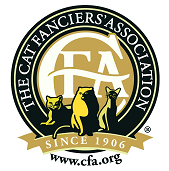 THE CAT FANCIERS' ASSOCIATION
CFA
SINCE 1906
®
www.cfa.org